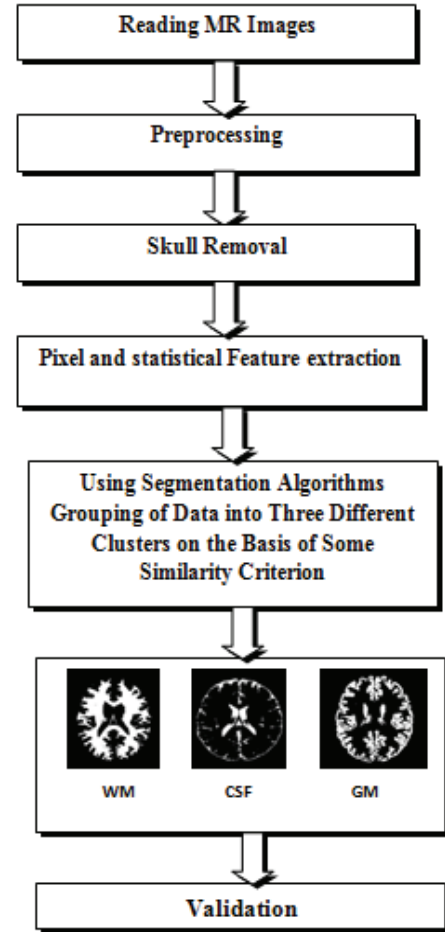 Reading MR Images
Preprocessing
Skull Removal
Pixel and statistical Feature extraction
Using Segmentation Algorithms
Grouping of Data into Three Different
Clusters on the Basis of Some
Similarity Criterion
WM CSF GM
Validation